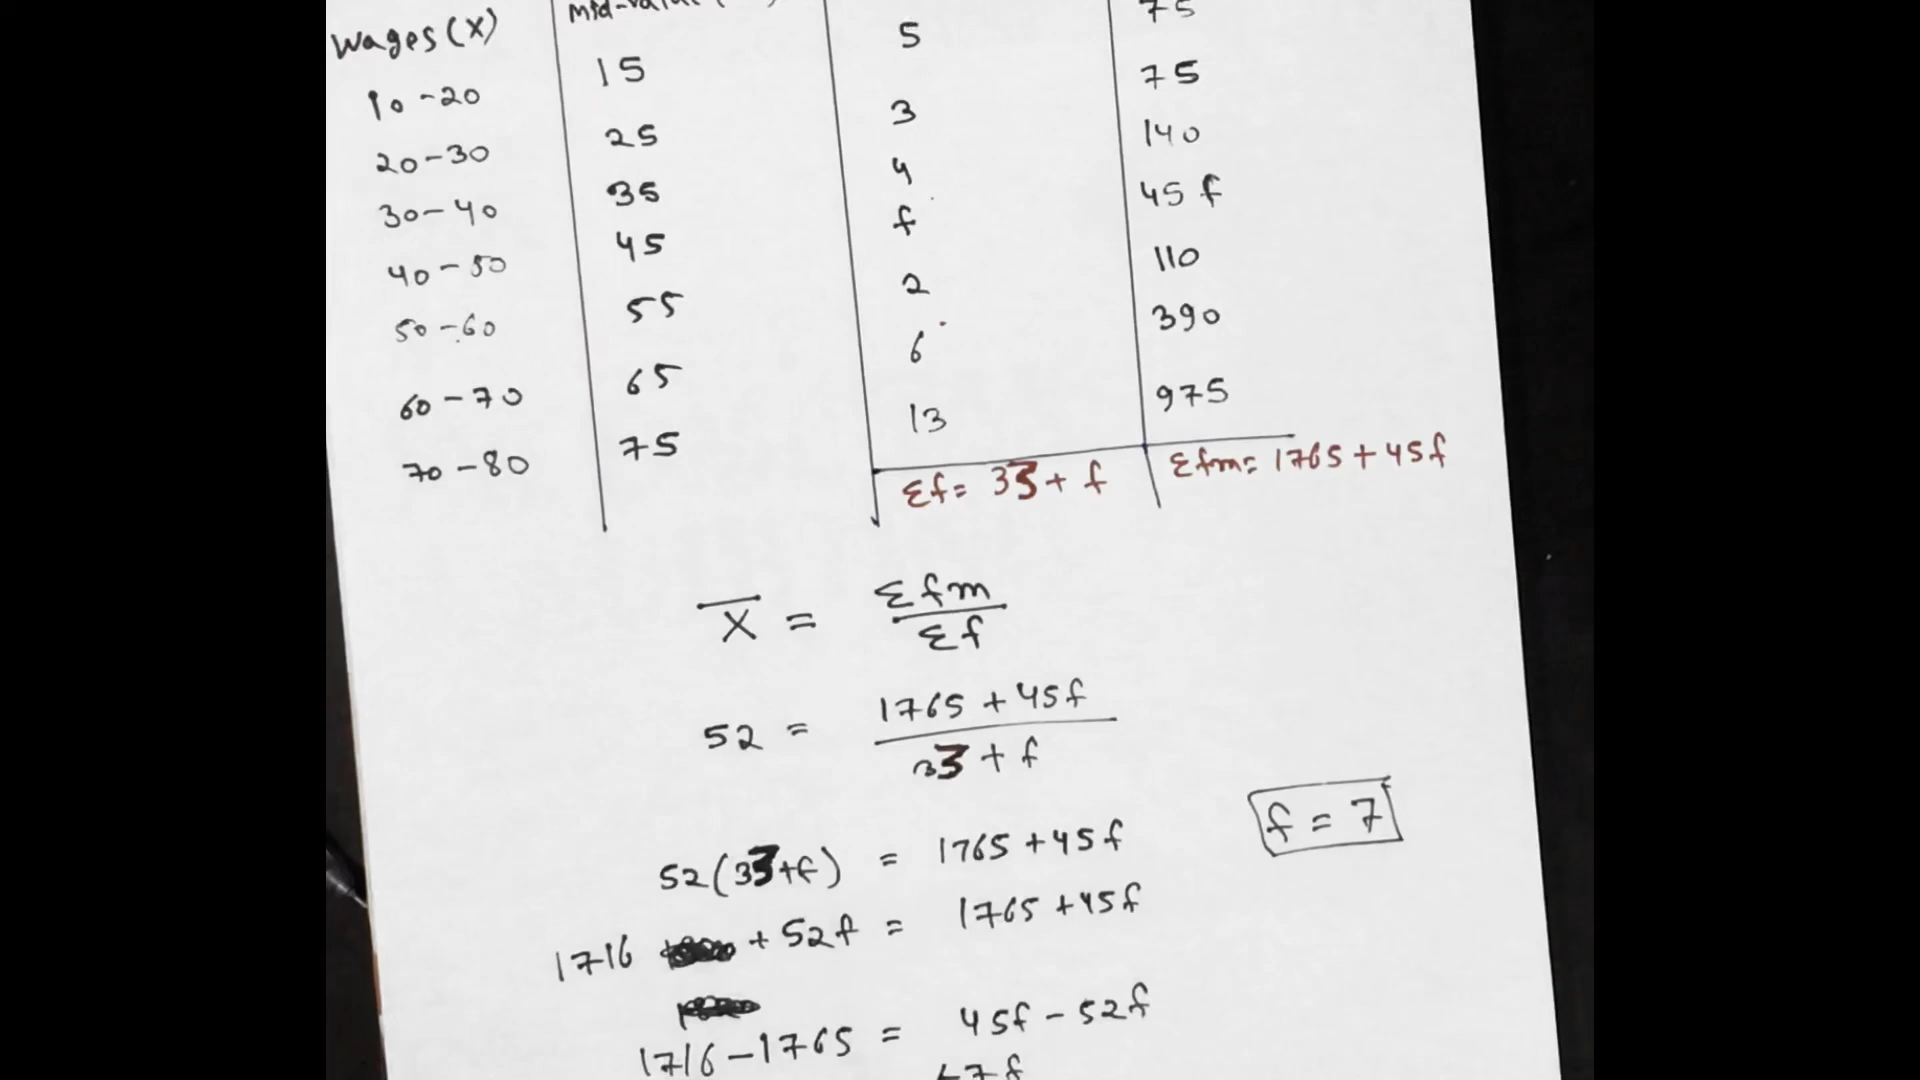 Wages (X) Mid-value 5 75
10-20 15 3 75
20-30 25 4 140
30-40 35 f 45 f
40-50 45 2 110
50-60 55 6 390
60-70 65 13 975
70-80 75
Σf = 33 + f Σfm = 1765 + 45f
X = Σfm / Σf
52 = 1765 + 45f / 33 + f
52(33+f) = 1765 + 45f
f = 7
1716 + 52f = 1765 + 45f
1716 - 1765 = 45f - 52f